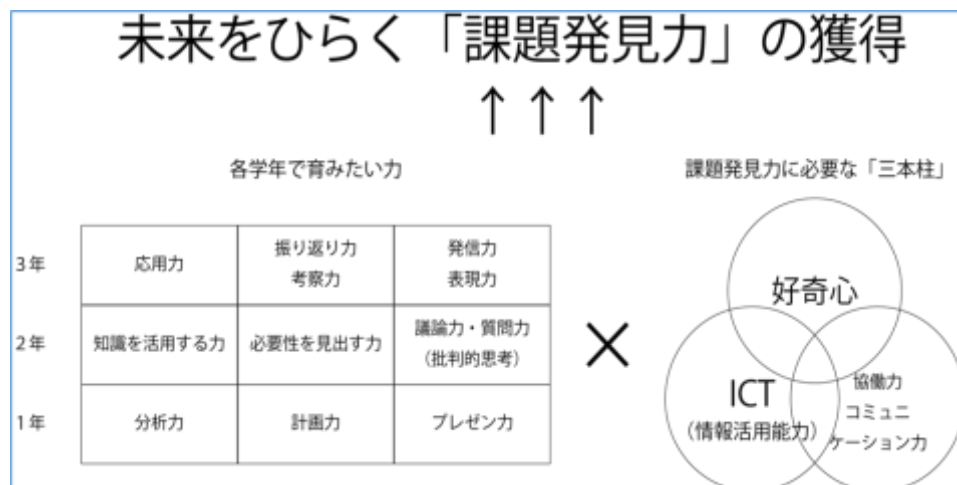 未来をひらく「課題発見力」の獲得
↑↑↑
各学年で育みたい力
課題発見力に必要な「三本柱」
3年
応用力
振り返り力
考察力
発信力
表現力
2年
知識を活用する力
必要性を見出す力
議論力・質問力
(批判的思考)
1年
分析力
計画力
プレゼン力
×
好奇心
ICT
(情報活用能力)
協働力
コミュニ
ケーション力